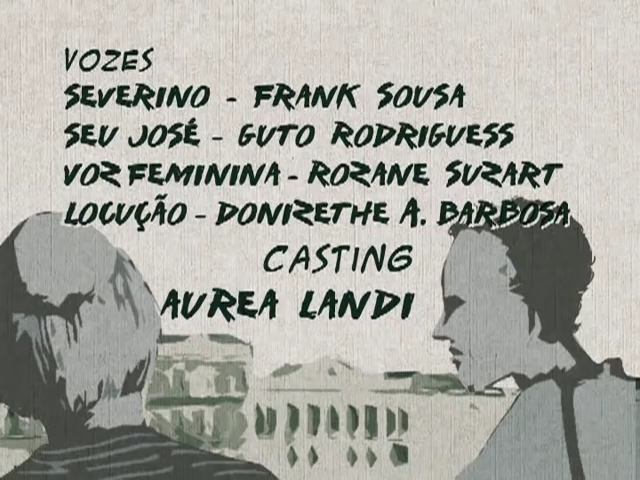 VOZES
SEVERINO - FRANK SOUSA
SEU JOSÉ - GUTO RODRIGUESS
VOZ FEMININA - ROZANE SUZART
LOCUÇÃO - DONIZETHE A. BARBOSA
CASTING
AUREA LANDI